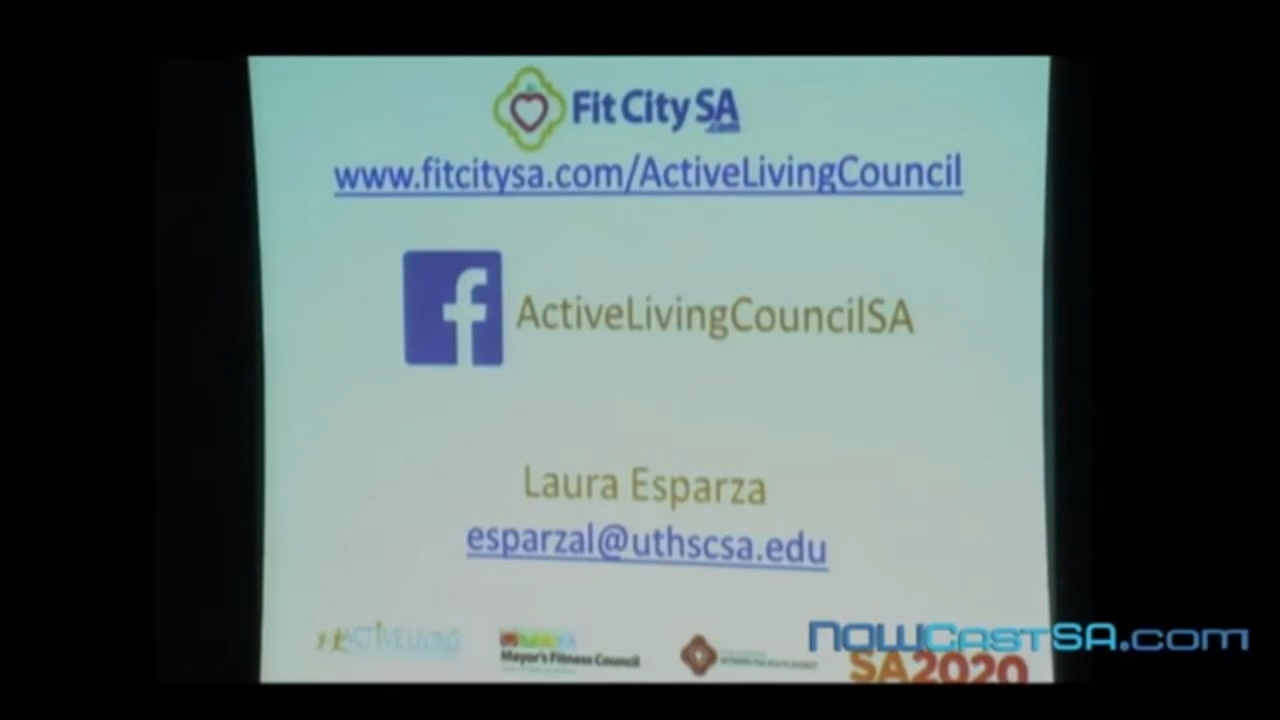 Fit City SA
.com
www.fitcitysa.com/ActiveLivingCouncil
f
ActiveLivingCouncilSA
Laura Esparza
esparzal@uthscsa.edu
ACTIVE LIVING
Mayor's Fitness Council
NOWCastSA.com
SA2020